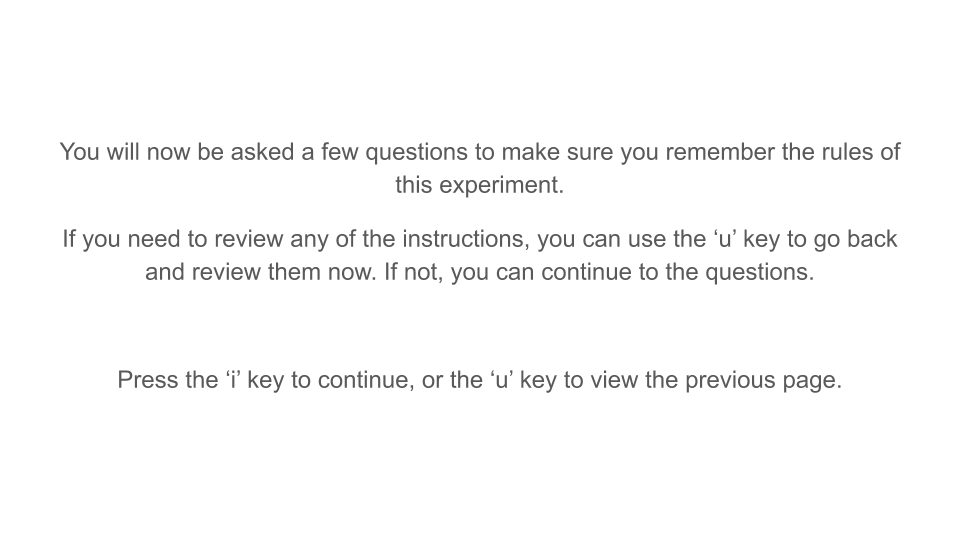 You will now be asked a few questions to make sure you remember the rules of
this experiment.
If you need to review any of the instructions, you can use the ‘u’ key to go back
and review them now. If not, you can continue to the questions.
Press the ‘i’ key to continue, or the ‘u’ key to view the previous page.